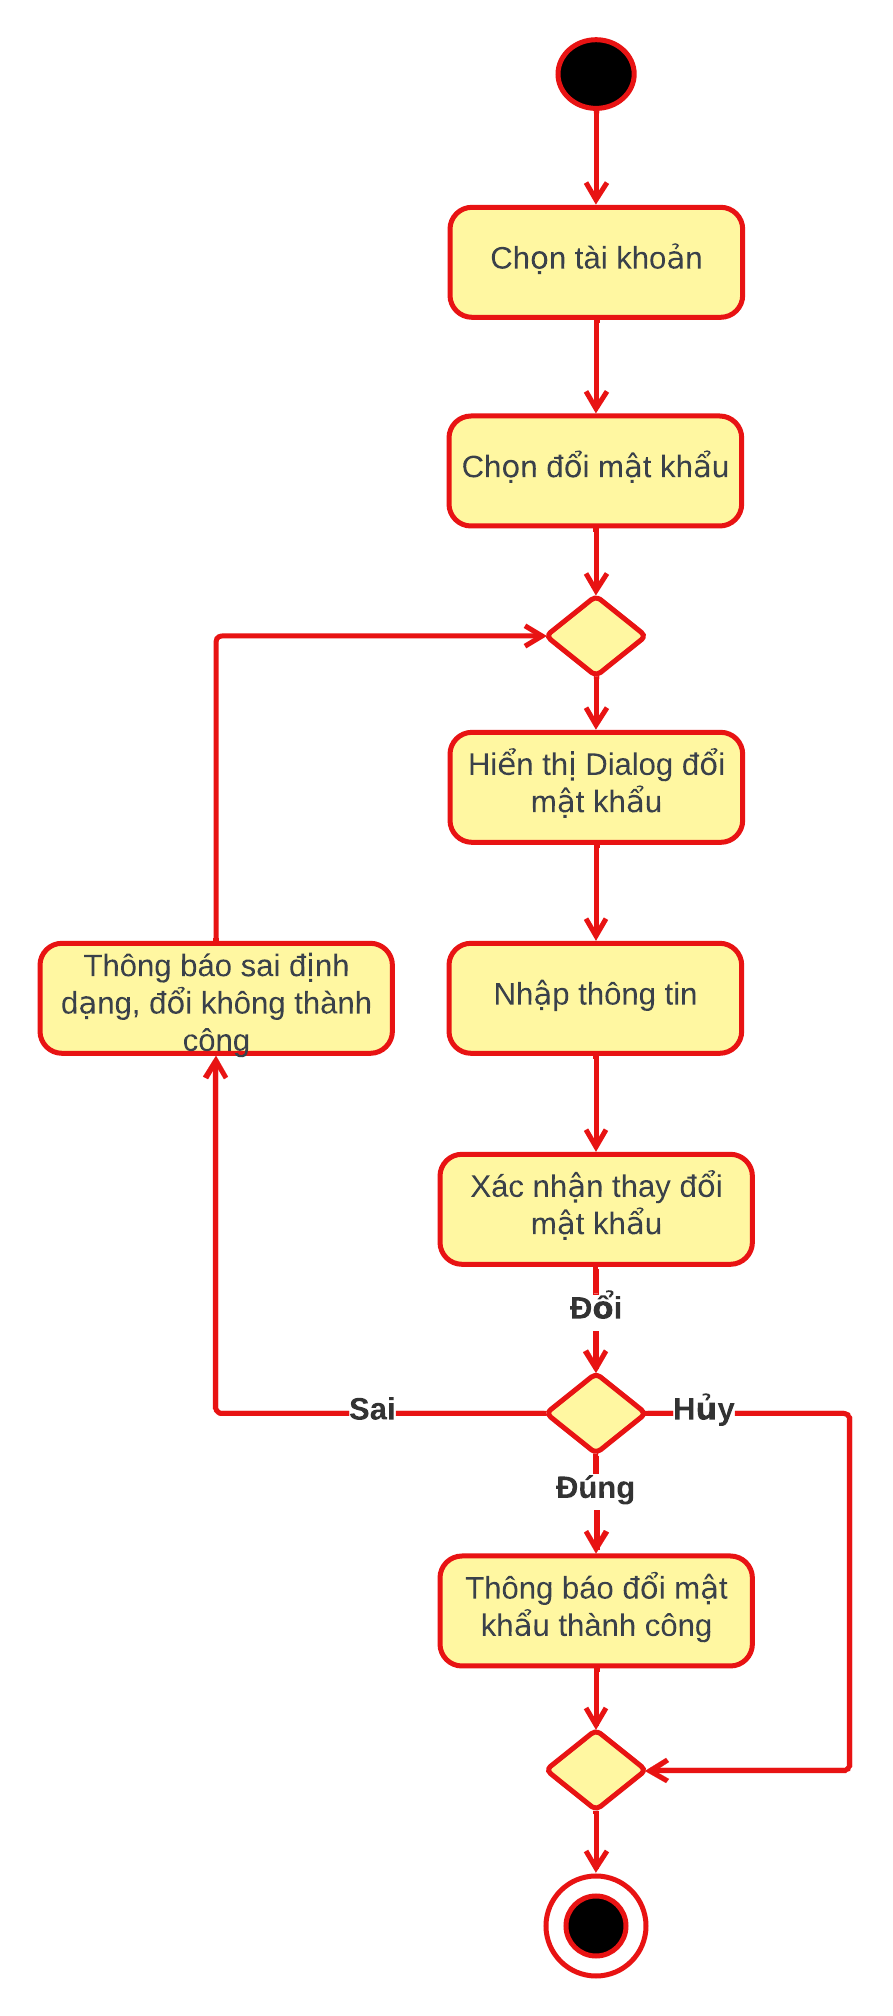 Chọn tài khoản
Chọn đổi mật khẩu
Hiển thị Dialog đổi
mật khẩu
Thông báo sai định
dạng, đổi không thành
công
Nhập thông tin
Xác nhận thay đổi
mật khẩu
Đổi
Sai
Hủy
Đúng
Thông báo đổi mật
khẩu thành công